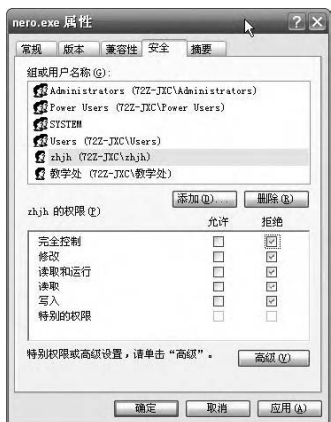 nero.exe 属性
常规 版本 兼容性 安全 摘要
组或用户名称(G):
Administrators (72Z-JXC\Administrators)
Power Users (72Z-JXC\Power Users)
SYSTEM
Users (72Z-JXC\Users)
zhjh (72Z-JXC\zhjh)
教学处 (72Z-JXC\教学处)
添加(D)... 删除(R)
zhjh 的权限(P) 允许 拒绝
完全控制
修改
读取和运行
读取
写入
特别的权限
特别权限或高级设置，请单击“高级”。 高级(V)
确定 取消 应用(A)